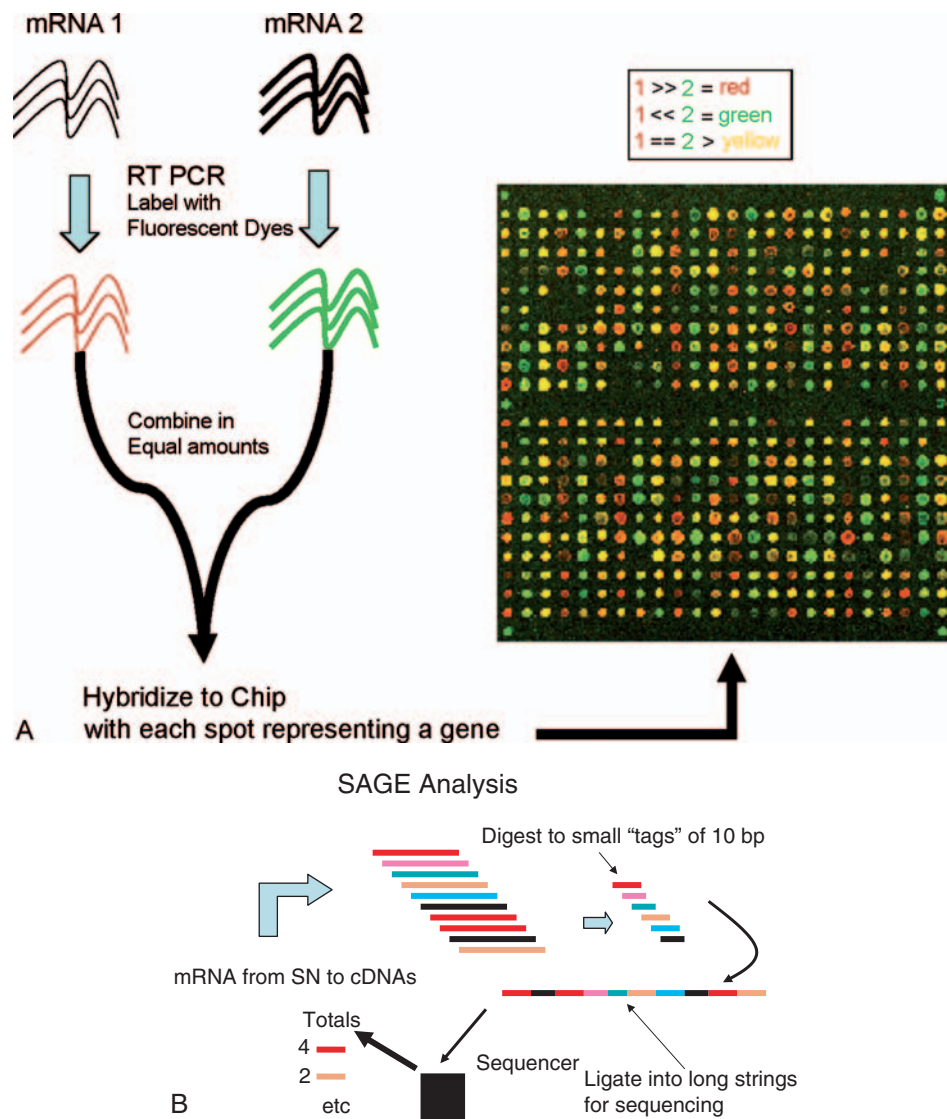 mRNA 1
mRNA 2
RT PCR
Label with
Fluorescent Dyes
Combine in
Equal amounts
Hybridize to Chip
with each spot representing a gene
A
1 >> 2 = red
1 << 2 = green
1 == 2 > yellow
SAGE Analysis
Digest to small “tags” of 10 bp
mRNA from SN to cDNAs
Totals
4
2
etc
Sequencer
Ligate into long strings
for sequencing
B